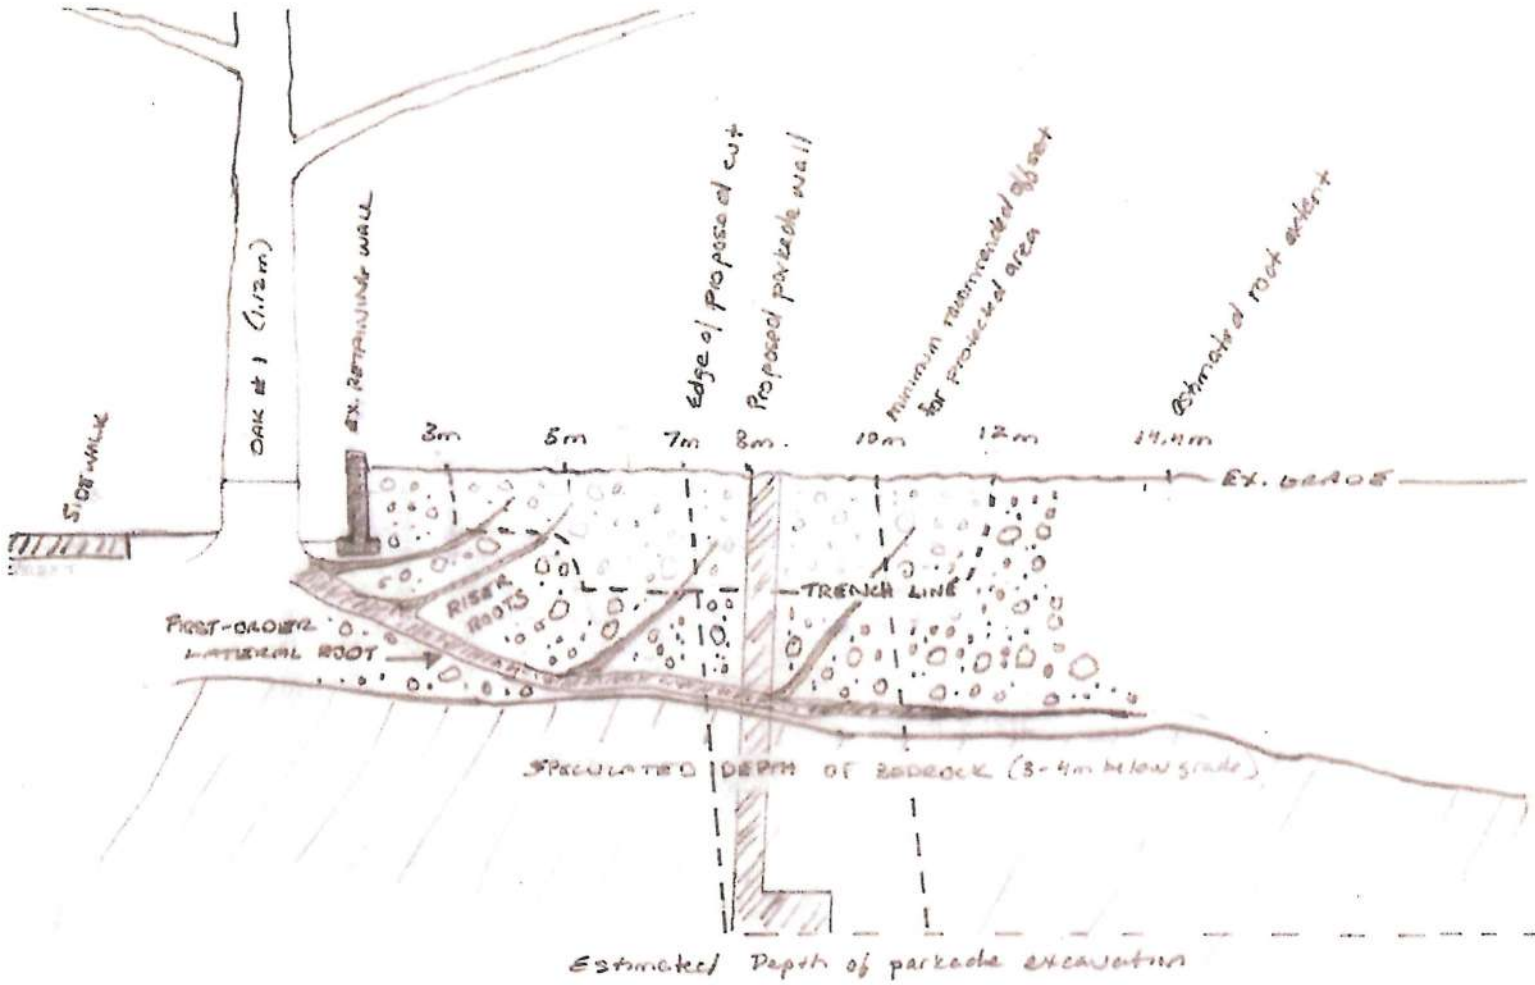 SIDEWALK
OAK # 1 (1.12m)
EX. RETAINING WALL
Edge of proposed cut
Proposed parkade wall
minimum recommended offset
for protected area
estimated root extent
3m 5m 7m 8m. 10m 12m 14.4m
EX. GRADE
TRENCH LINE
RISER
ROOTS
FIRST-ORDER
LATERAL ROOT
SPECULATED DEPTH OF BEDROCK (3-4m below grade)
Estimated Depth of parkade excavation